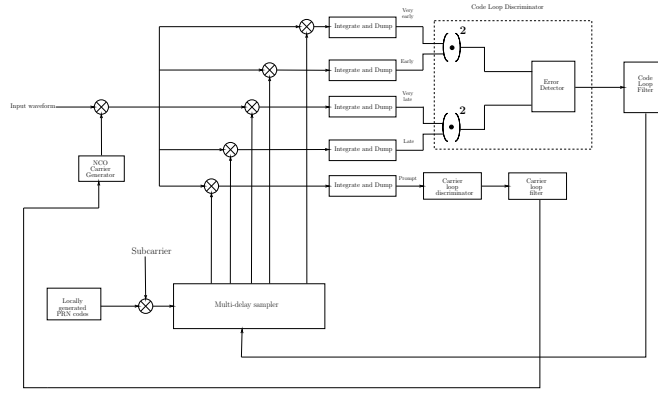 Code Loop Discriminator
Very
early
Integrate and Dump
2
Early
Integrate and Dump
Error
Detector
Code
Loop
Filter
Input waveform
Very
late
Integrate and Dump
2
Late
Integrate and Dump
NCO
Carrier
Generator
Prompt
Integrate and Dump
Carrier
loop
discriminator
Carrier
loop
filter
Subcarrier
Locally
generated
PRN codes
Multi-delay sampler